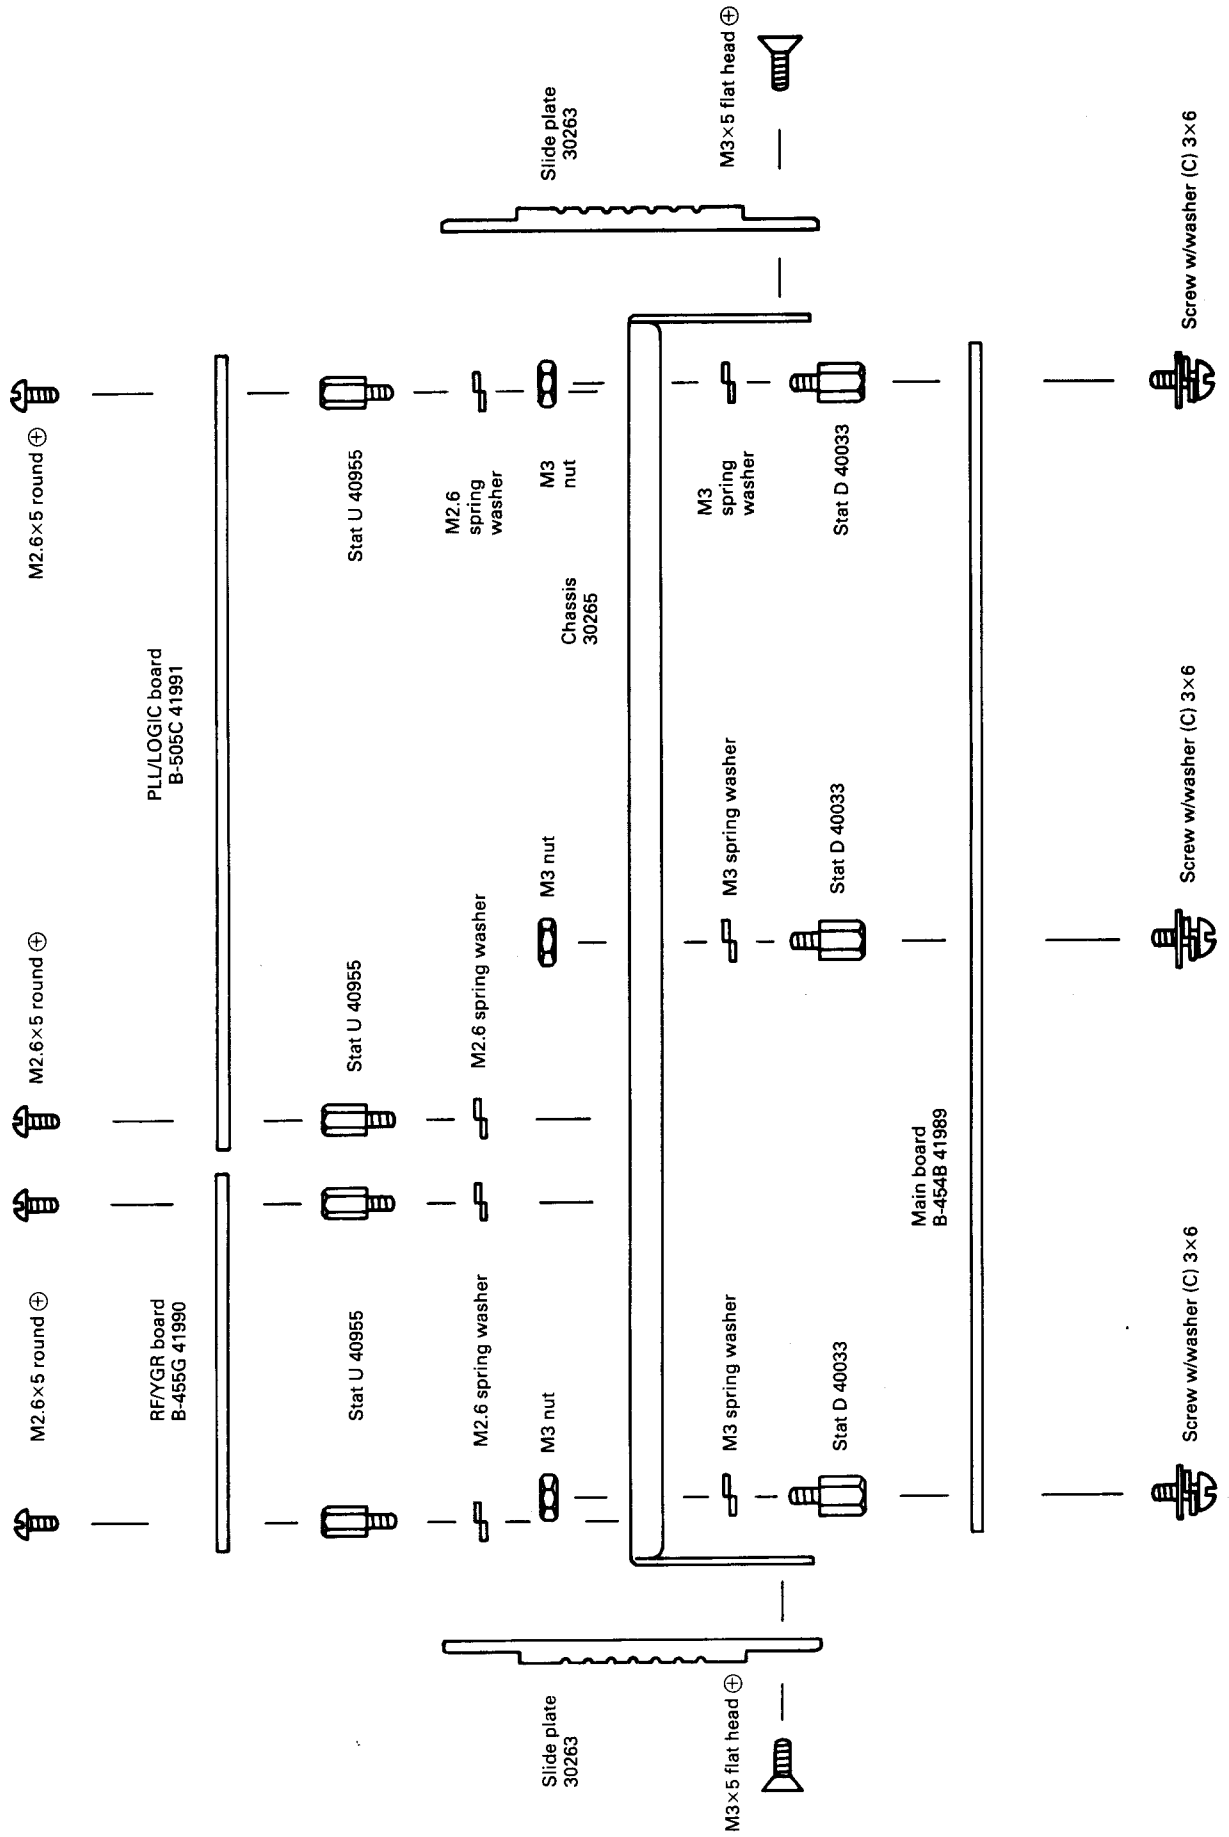 M2.6×5 round ⊕
M2.6×5 round ⊕
M2.6×5 round ⊕
RF/YGR board
B-455G 41990
PLL/LOGIC board
B-505C 41991
Stat U 40955
Stat U 40955
Stat U 40955
M2.6 spring washer
M2.6 spring washer
M2.6
spring
washer
M3 nut
M3 nut
M3
nut
Slide plate
30263
Chassis
30265
Slide plate
30263
M3×5 flat head ⊕
M3 spring washer
M3 spring washer
M3
spring
washer
M3×5 flat head ⊕
Stat D 40033
Stat D 40033
Stat D 40033
Main board
B-454B 41989
Screw w/washer (C) 3×6
Screw w/washer (C) 3×6
Screw w/washer (C) 3×6